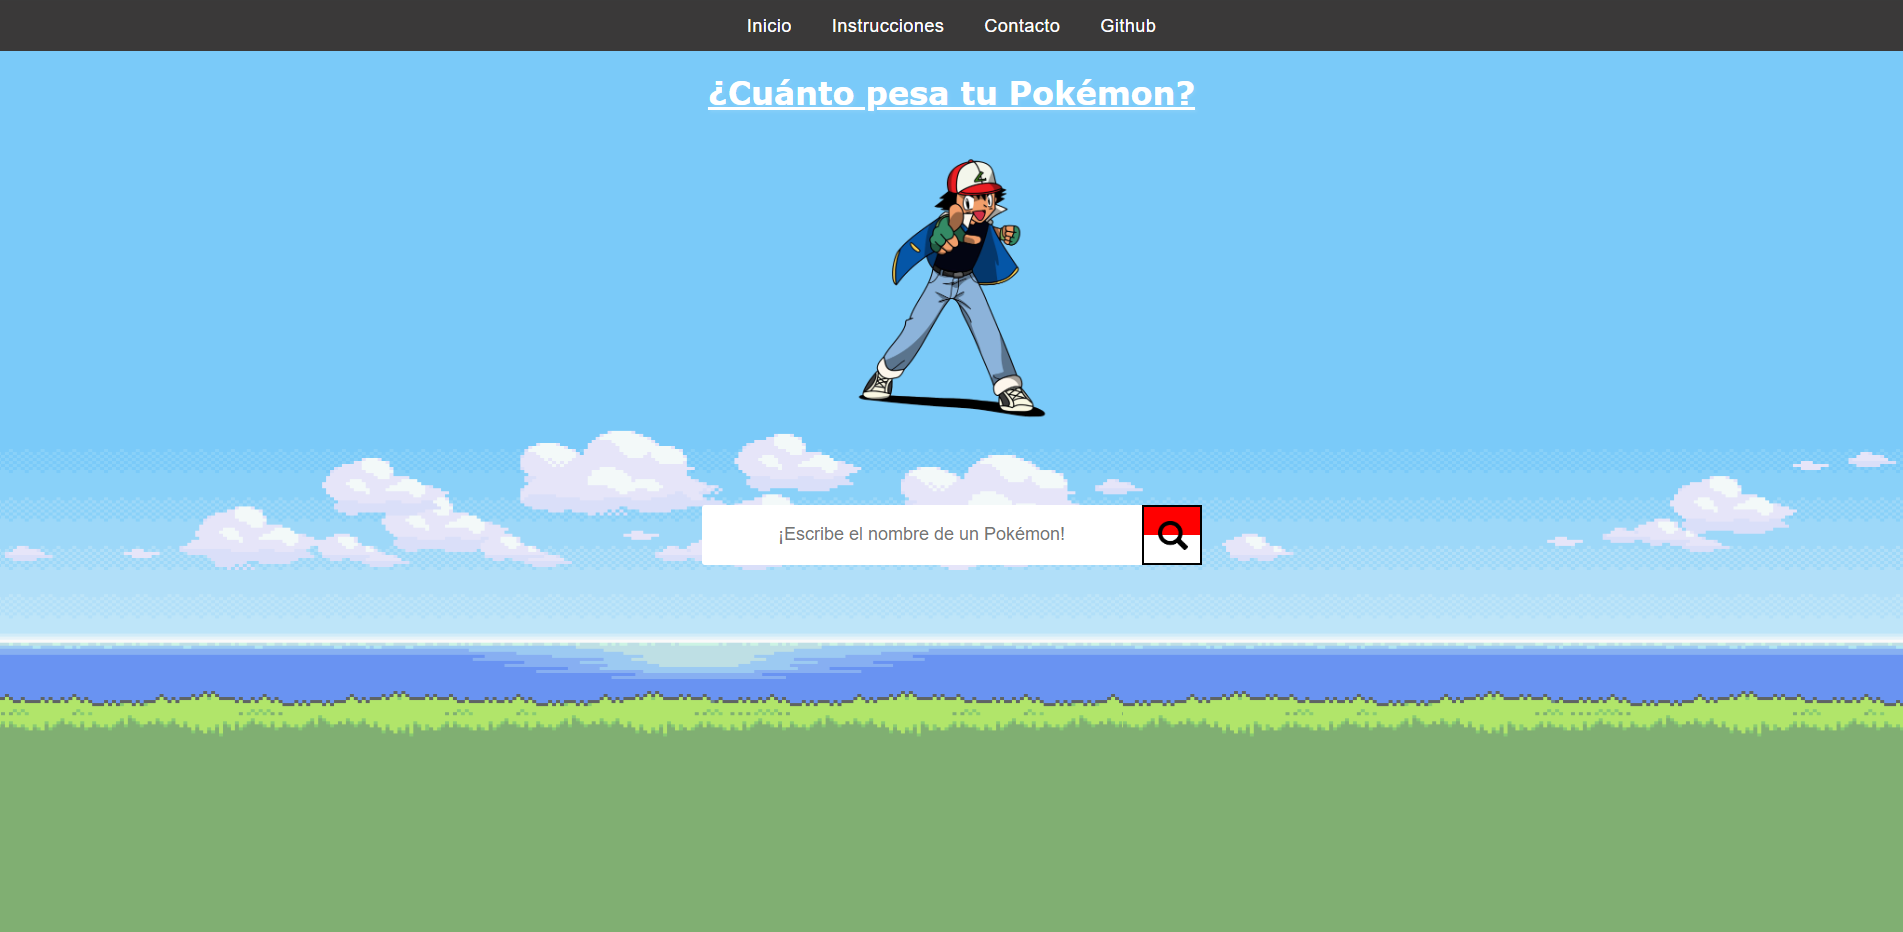 Inicio Instrucciones Contacto Github
¿Cuánto pesa tu Pokémon?
¡Escribe el nombre de un Pokémon!